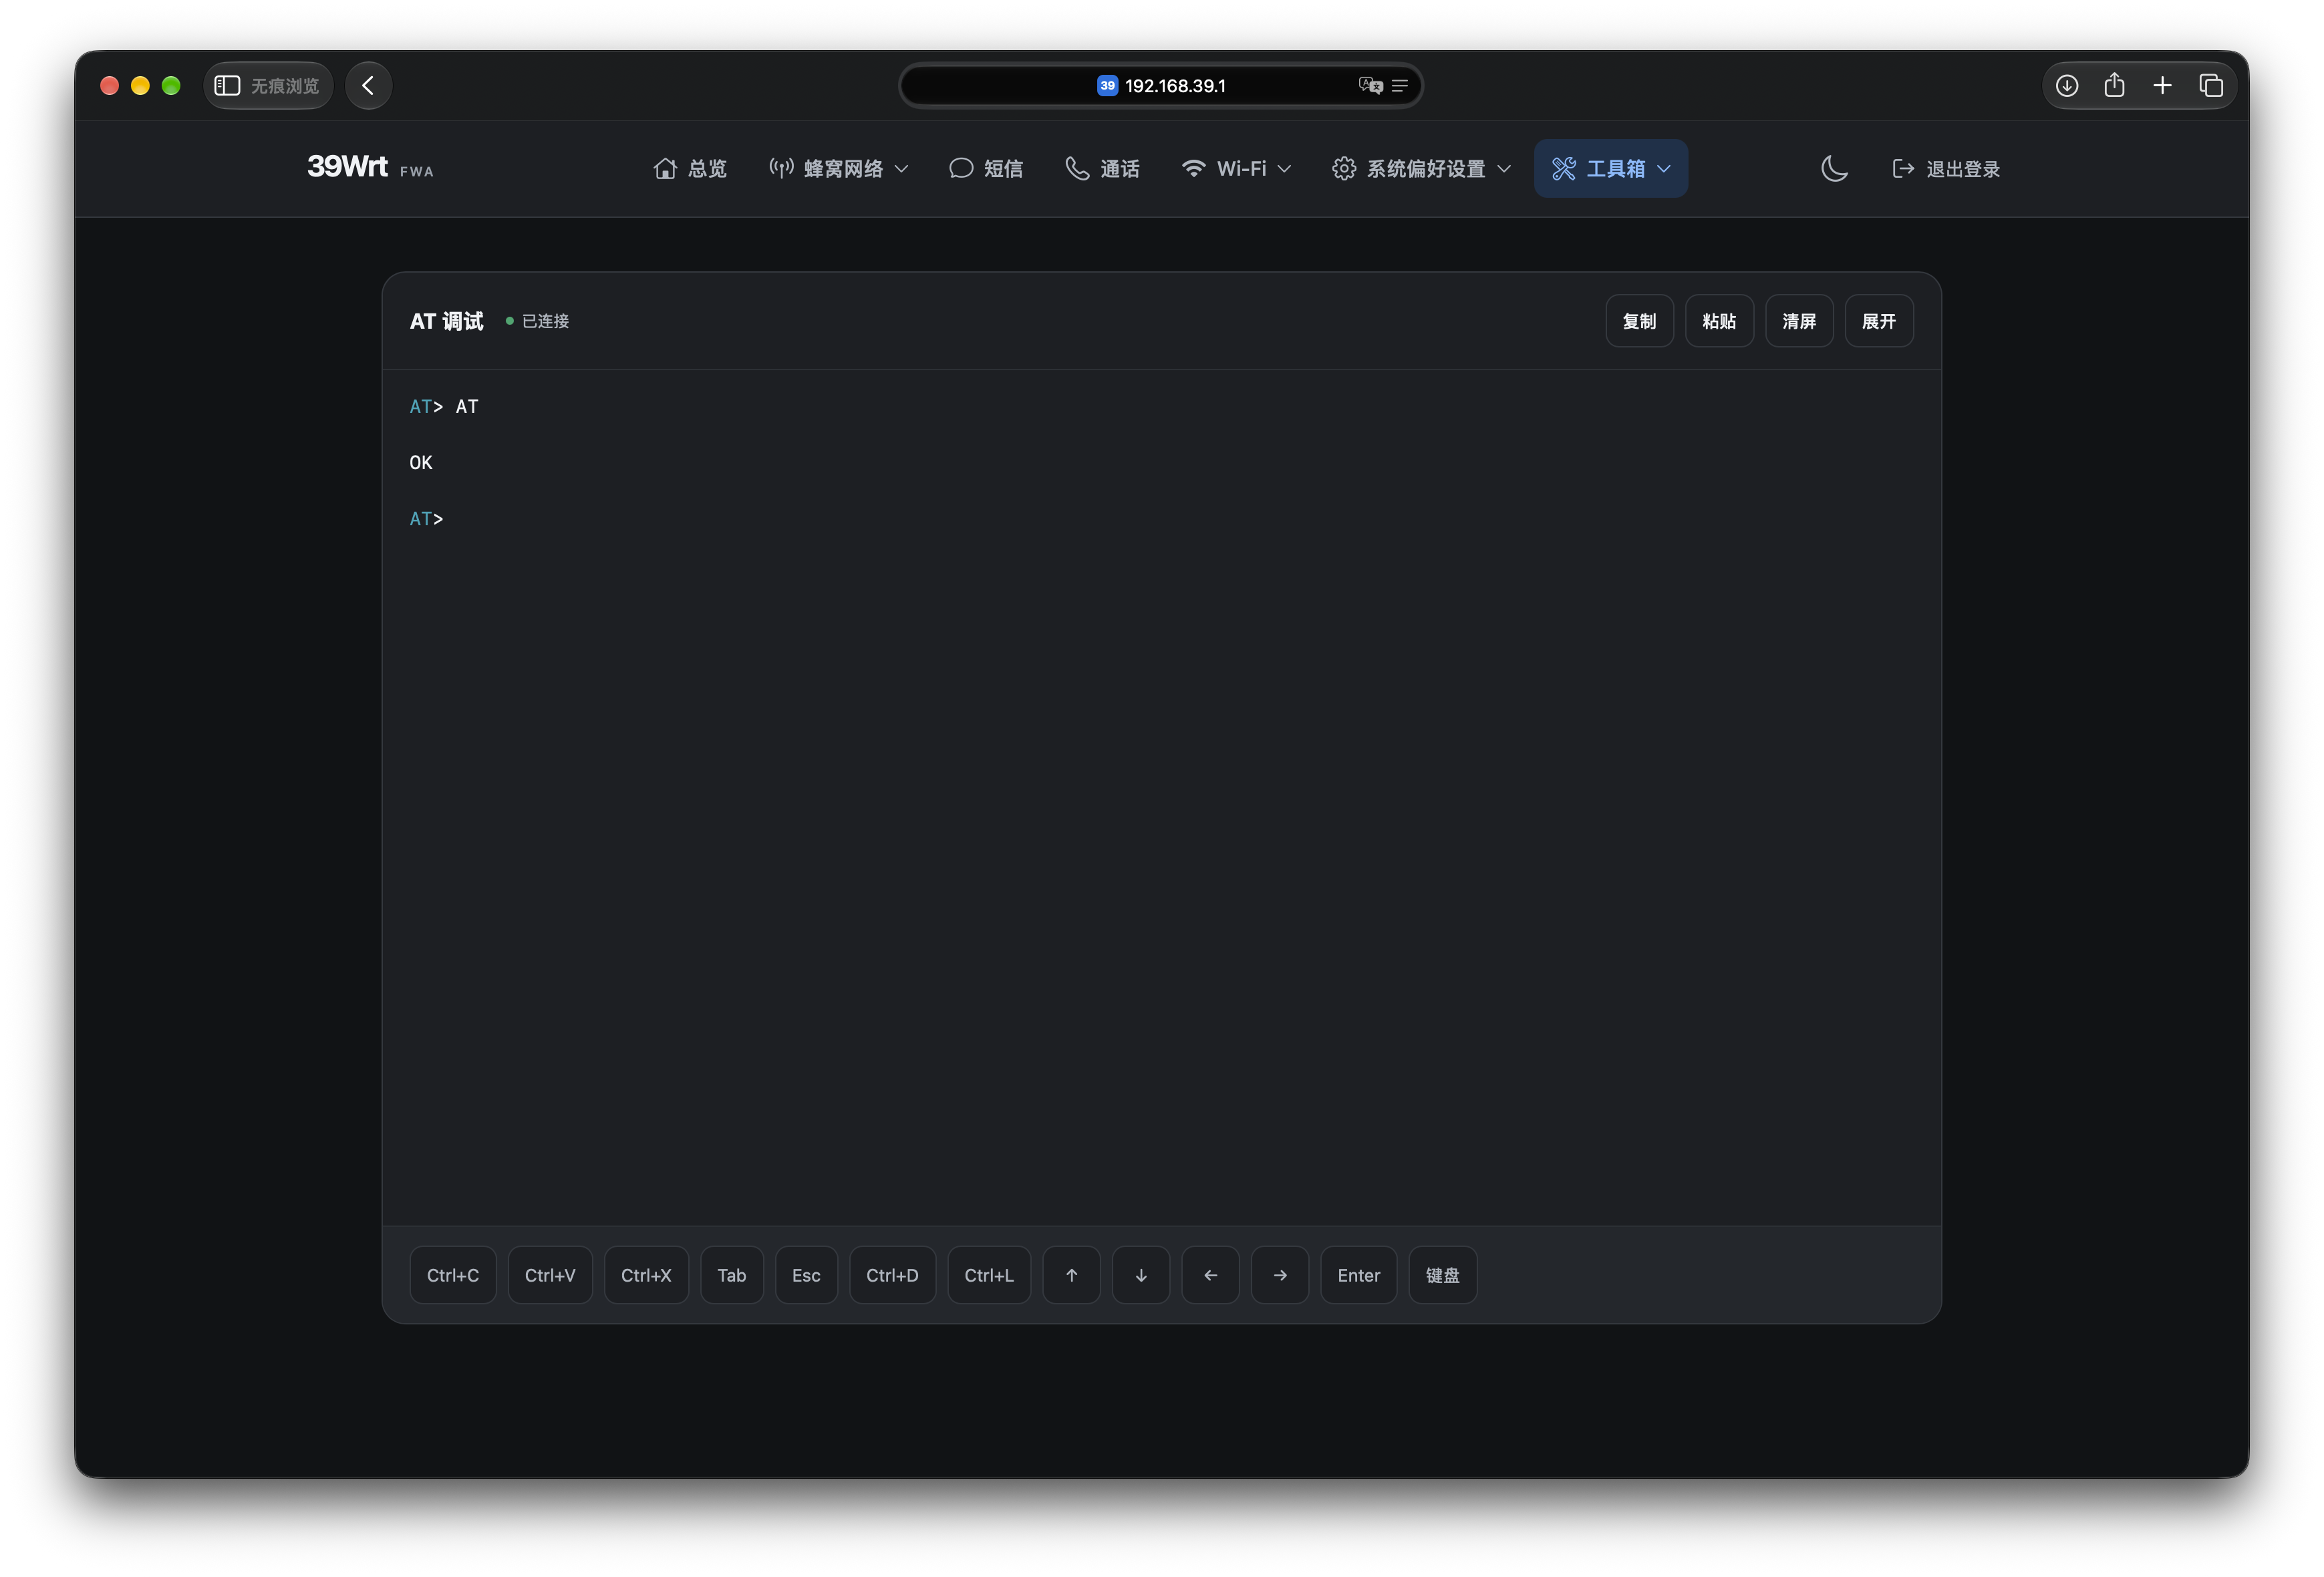 无痕浏览
39 192.168.39.1
39Wrt FWA
总览
蜂窝网络
短信
通话
Wi-Fi
系统偏好设置
工具箱
退出登录
AT 调试
已连接
复制
粘贴
清屏
展开
AT> AT
OK
AT>
Ctrl+C
Ctrl+V
Ctrl+X
Tab
Esc
Ctrl+D
Ctrl+L
↑
↓
←
→
Enter
键盘